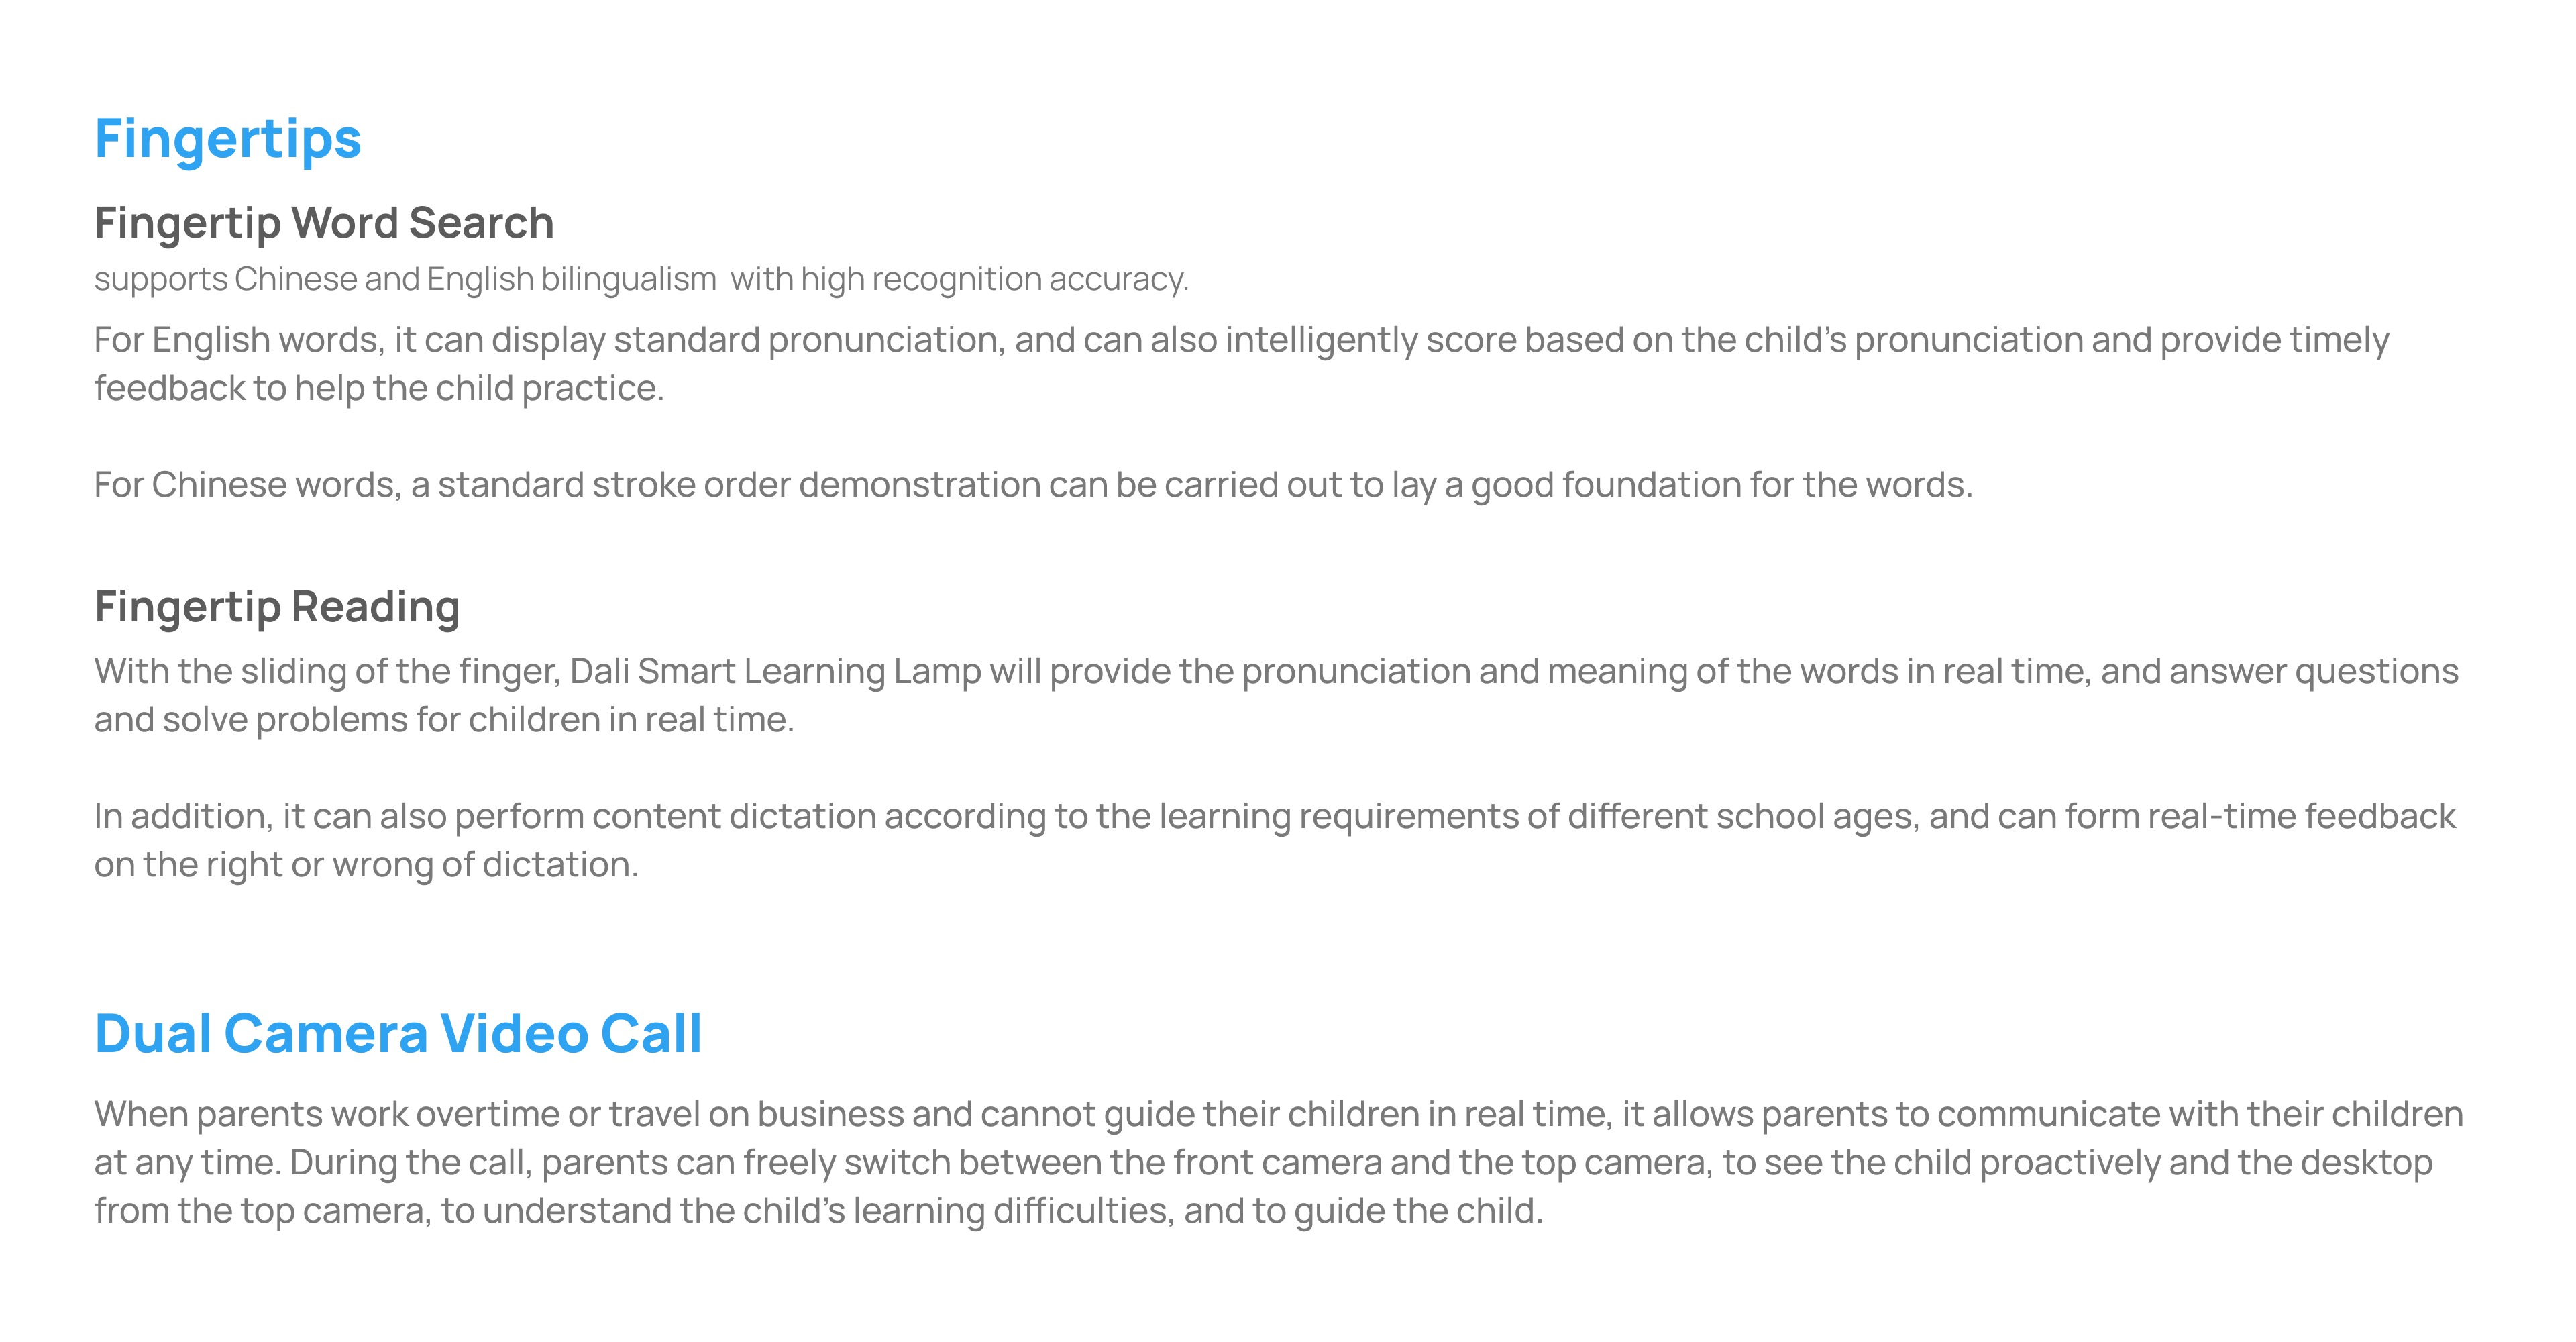 Fingertips
Fingertip Word Search
supports Chinese and English bilingualism  with high recognition accuracy.
For English words, it can display standard pronunciation, and can also intelligently score based on the child's pronunciation and provide timely
feedback to help the child practice.
For Chinese words, a standard stroke order demonstration can be carried out to lay a good foundation for the words.
Fingertip Reading
With the sliding of the finger, Dali Smart Learning Lamp will provide the pronunciation and meaning of the words in real time, and answer questions
and solve problems for children in real time.
In addition, it can also perform content dictation according to the learning requirements of different school ages, and can form real-time feedback
on the right or wrong of dictation.
Dual Camera Video Call
When parents work overtime or travel on business and cannot guide their children in real time, it allows parents to communicate with their children
at any time. During the call, parents can freely switch between the front camera and the top camera, to see the child proactively and the desktop
from the top camera, to understand the child's learning difficulties, and to guide the child.